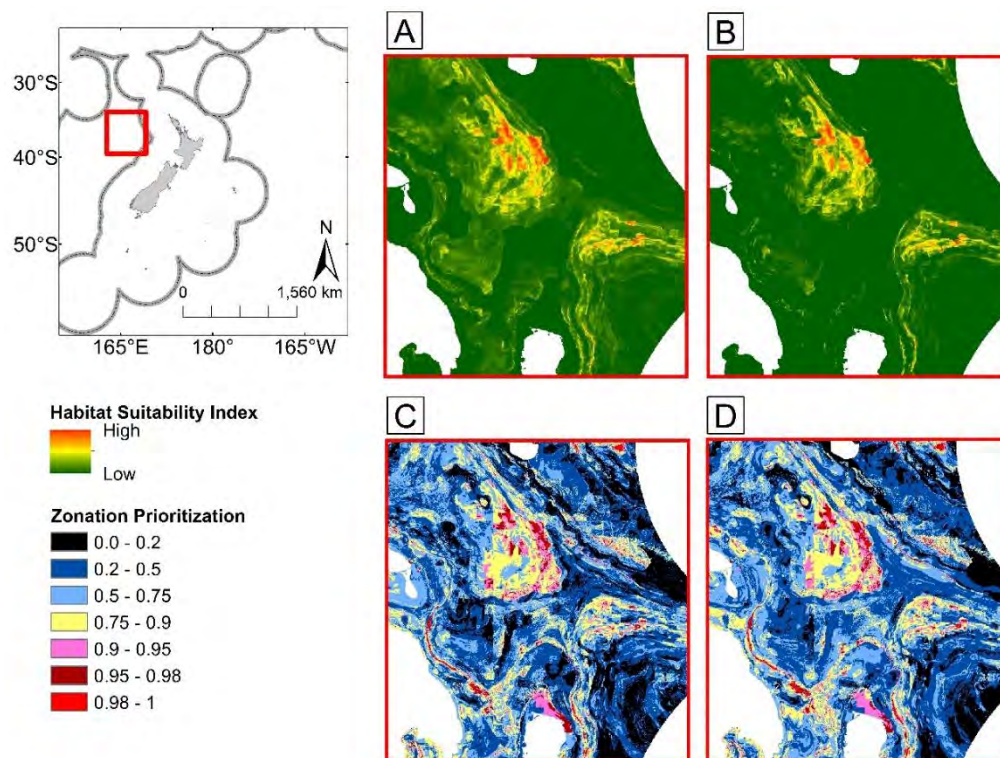 30°S
40°S
50°S
N
0 1,560 km
165°E 180° 165°W
Habitat Suitability Index
High
Low
Zonation Prioritization
0.0 - 0.2
0.2 - 0.5
0.5 - 0.75
0.75 - 0.9
0.9 - 0.95
0.95 - 0.98
0.98 - 1
A
B
C
D